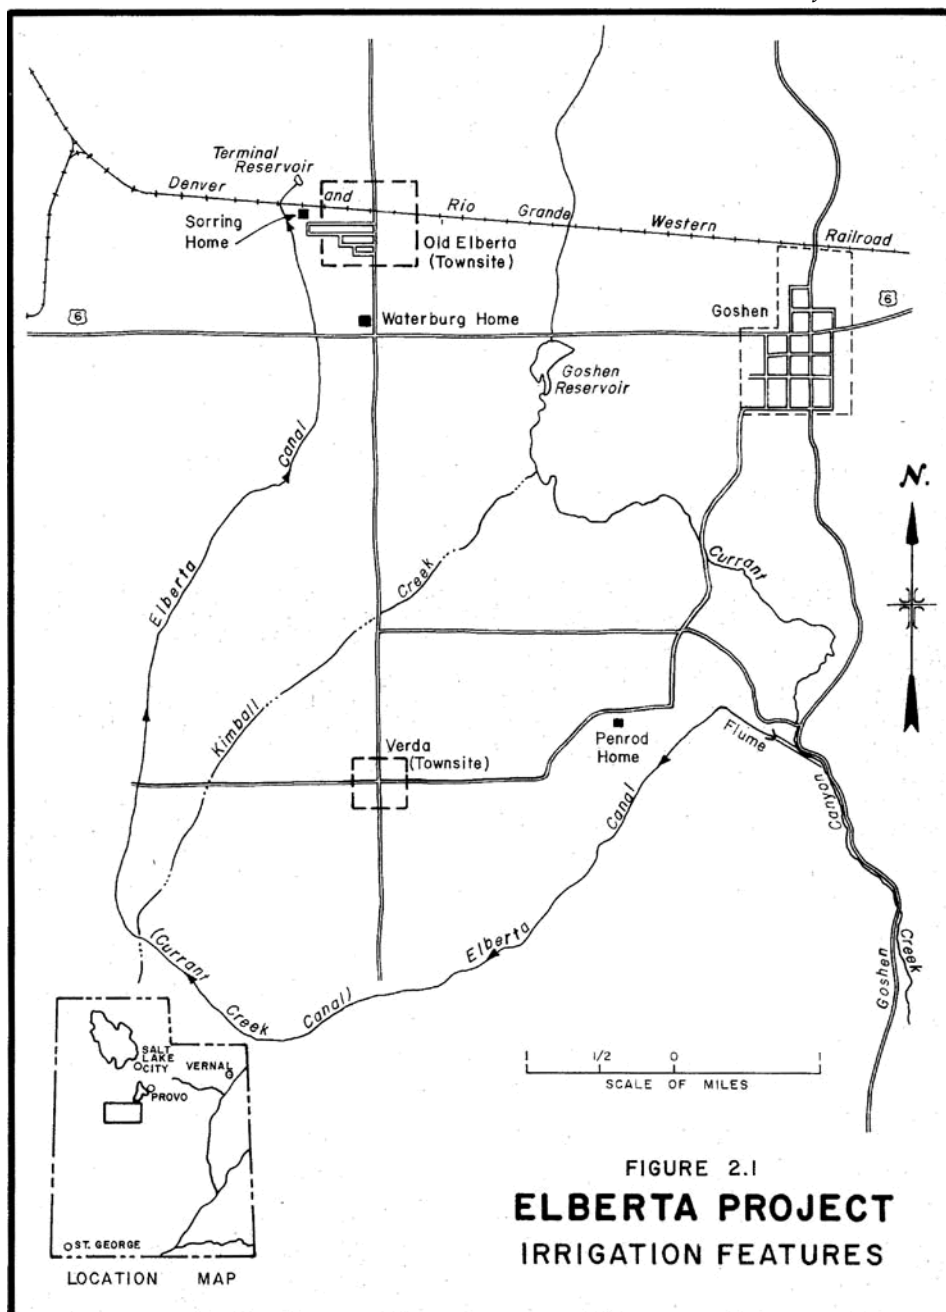 Terminal
Reservoir
Denver and Rio Grande Western Railroad
Sorring
Home
Old Elberta
(Townsite)
6
Waterburg Home
Goshen
6
Goshen
Reservoir
Elberta Canal
N.
Kimball Creek
Currant
Verda
(Townsite)
Penrod
Home
Flume
Canyon
Elberta Canal
(Currant Creek Canal)
Goshen
Creek
SALT
LAKE
CITY
VERNAL
PROVO
ST. GEORGE
LOCATION MAP
1 1/2 0 1
SCALE OF MILES
FIGURE 2.1
ELBERTA PROJECT
IRRIGATION FEATURES